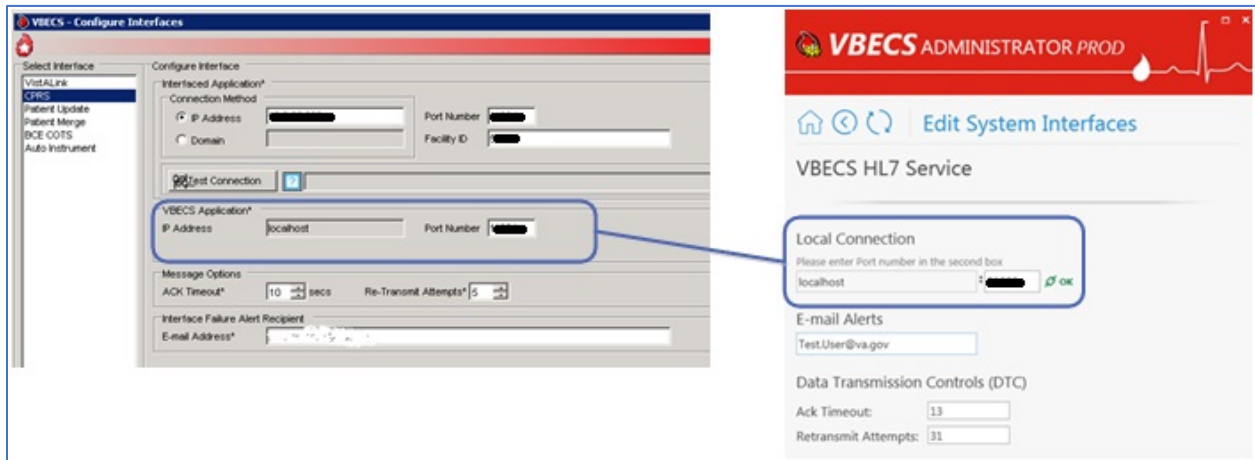 VBECS - Configure Interfaces
Select Interface
VistALink
CPRS
Patient Update
Patient Merge
BCE COTS
Auto Instrument
Configure Interface
Interfaced Application*
Connection Method
IP Address
Port Number
Domain
Facility ID
Test Connection
VBECS Application*
IP Address localhost Port Number
Message Options
ACK Timeout* 10 secs Re-Transmit Attempts* 5
Interface Failure Alert Recipient
E-mail Address*
VBECS ADMINISTRATOR PROD
Edit System Interfaces
VBECS HL7 Service
Local Connection
Please enter Port number in the second box
localhost : OK
E-mail Alerts
Test.User@va.gov
Data Transmission Controls (DTC)
Ack Timeout: 13
Retransmit Attempts: 31